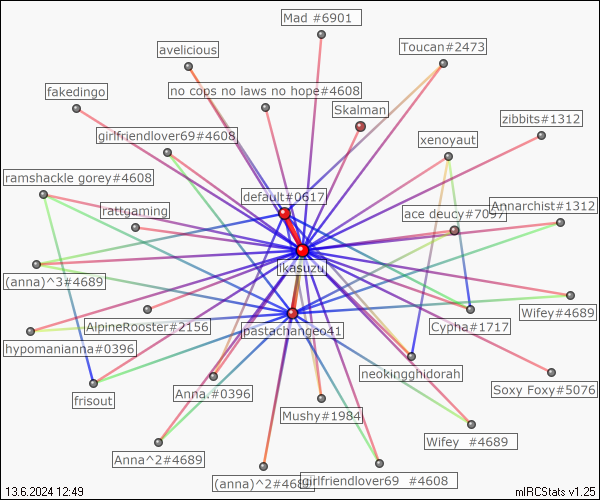 Mad #6901
avelicious
Toucan#2473
fakedingo
no cops no laws no hope#4608
Skalman
zibbits#1312
girlfriendlover69#4608
xenoyaut
ramshackle gorey#4608
default#0617
rattgaming
ace deucy#7097
Annarchist#1312
ikasuzu
(anna)^3#4689
Wifey#4689
AlpineRooster#2156
pastachangeo41
Cypha#1717
hypomanianna#0396
neokingghidorah
frisout
Anna.#0396
Soxy Foxy#5076
Mushy#1984
Wifey #4689
Anna^2#4689
(anna)^2#4689
girlfriendlover69 #4608
13.6.2024 12:49
mIRCStats v1.25